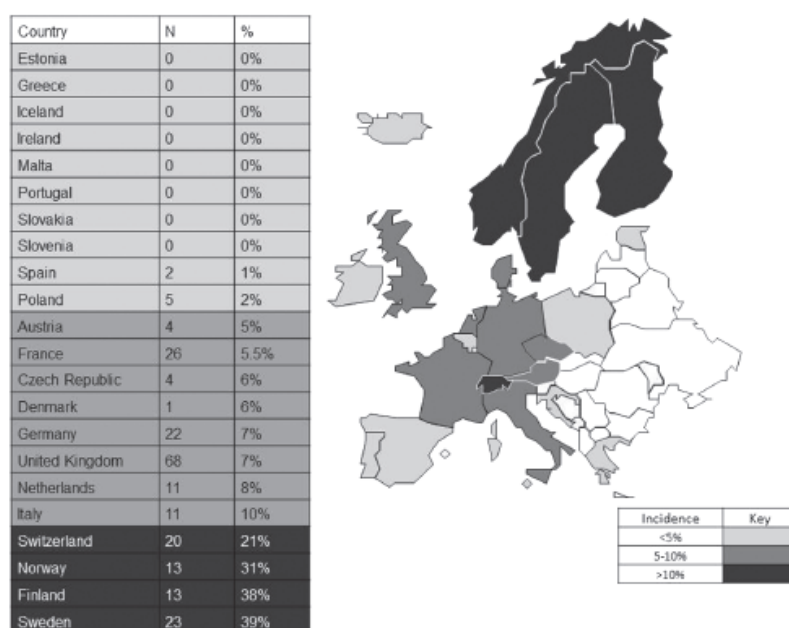 Country N %
Estonia 0 0%
Greece 0 0%
Iceland 0 0%
Ireland 0 0%
Malta 0 0%
Portugal 0 0%
Slovakia 0 0%
Slovenia 0 0%
Spain 2 1%
Poland 5 2%
Austria 4 5%
France 26 5.5%
Czech Republic 4 6%
Denmark 1 6%
Germany 22 7%
United Kingdom 68 7%
Netherlands 11 8%
Italy 11 10%
Switzerland 20 21%
Norway 13 31%
Finland 13 38%
Sweden 23 39%
Incidence Key
<5%
5-10%
>10%